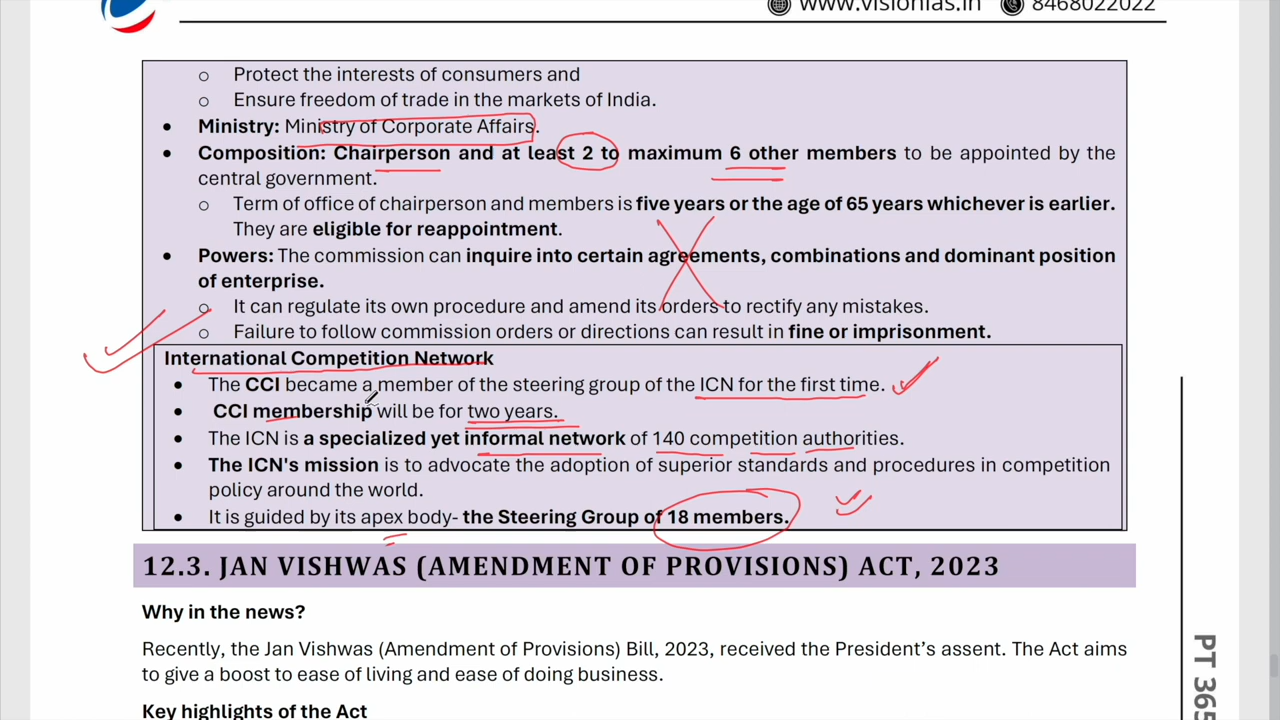 www.visionias.in 8468022022
○ Protect the interests of consumers and
○ Ensure freedom of trade in the markets of India.
• Ministry: Ministry of Corporate Affairs.
• Composition: Chairperson and at least 2 to maximum 6 other members to be appointed by the
central government.
○ Term of office of chairperson and members is five years or the age of 65 years whichever is earlier.
They are eligible for reappointment.
• Powers: The commission can inquire into certain agreements, combinations and dominant position
of enterprise.
○ It can regulate its own procedure and amend its orders to rectify any mistakes.
○ Failure to follow commission orders or directions can result in fine or imprisonment.
International Competition Network
• The CCI became a member of the steering group of the ICN for the first time.
• CCI membership will be for two years.
• The ICN is a specialized yet informal network of 140 competition authorities.
• The ICN's mission is to advocate the adoption of superior standards and procedures in competition
policy around the world.
• It is guided by its apex body- the Steering Group of 18 members.
12.3. JAN VISHWAS (AMENDMENT OF PROVISIONS) ACT, 2023
Why in the news?
Recently, the Jan Vishwas (Amendment of Provisions) Bill, 2023, received the President's assent. The Act aims
to give a boost to ease of living and ease of doing business.
Key highlights of the Act
PT 365